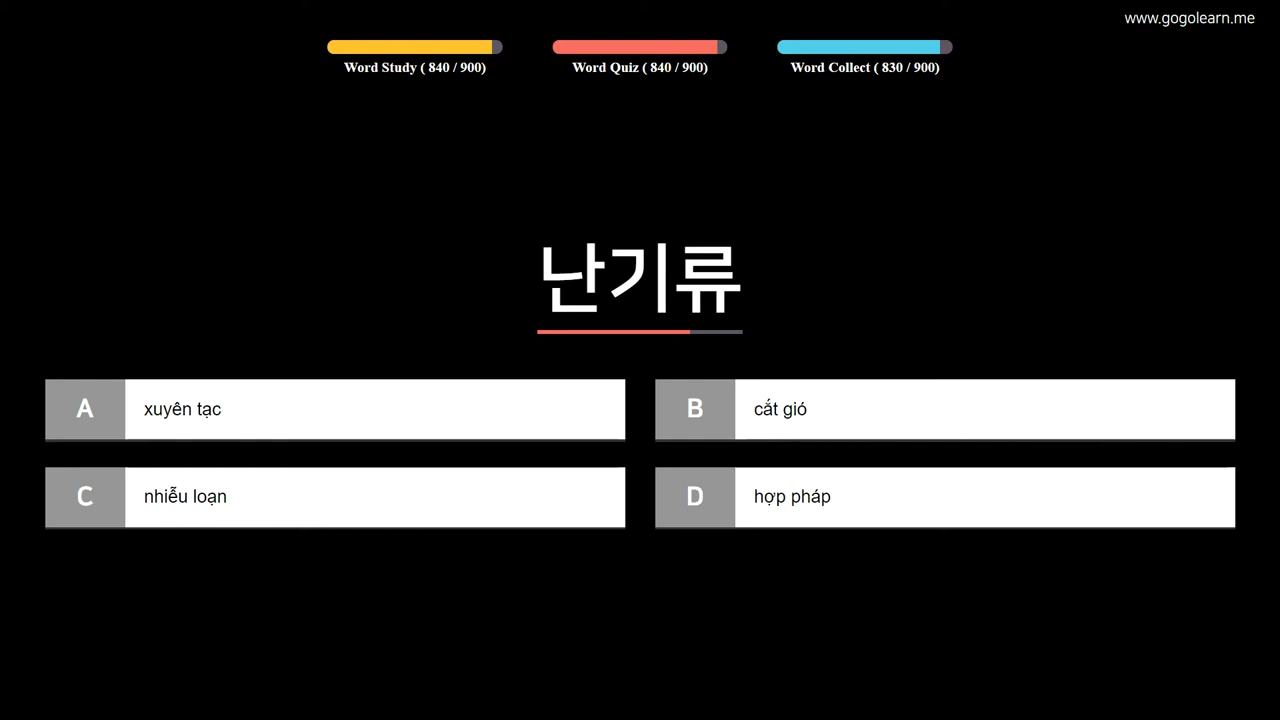 www.gogolearn.me
Word Study ( 840 / 900)
Word Quiz ( 840 / 900)
Word Collect ( 830 / 900)
난기류
A xuyên tạc
B cắt gió
C nhiễu loạn
D hợp pháp